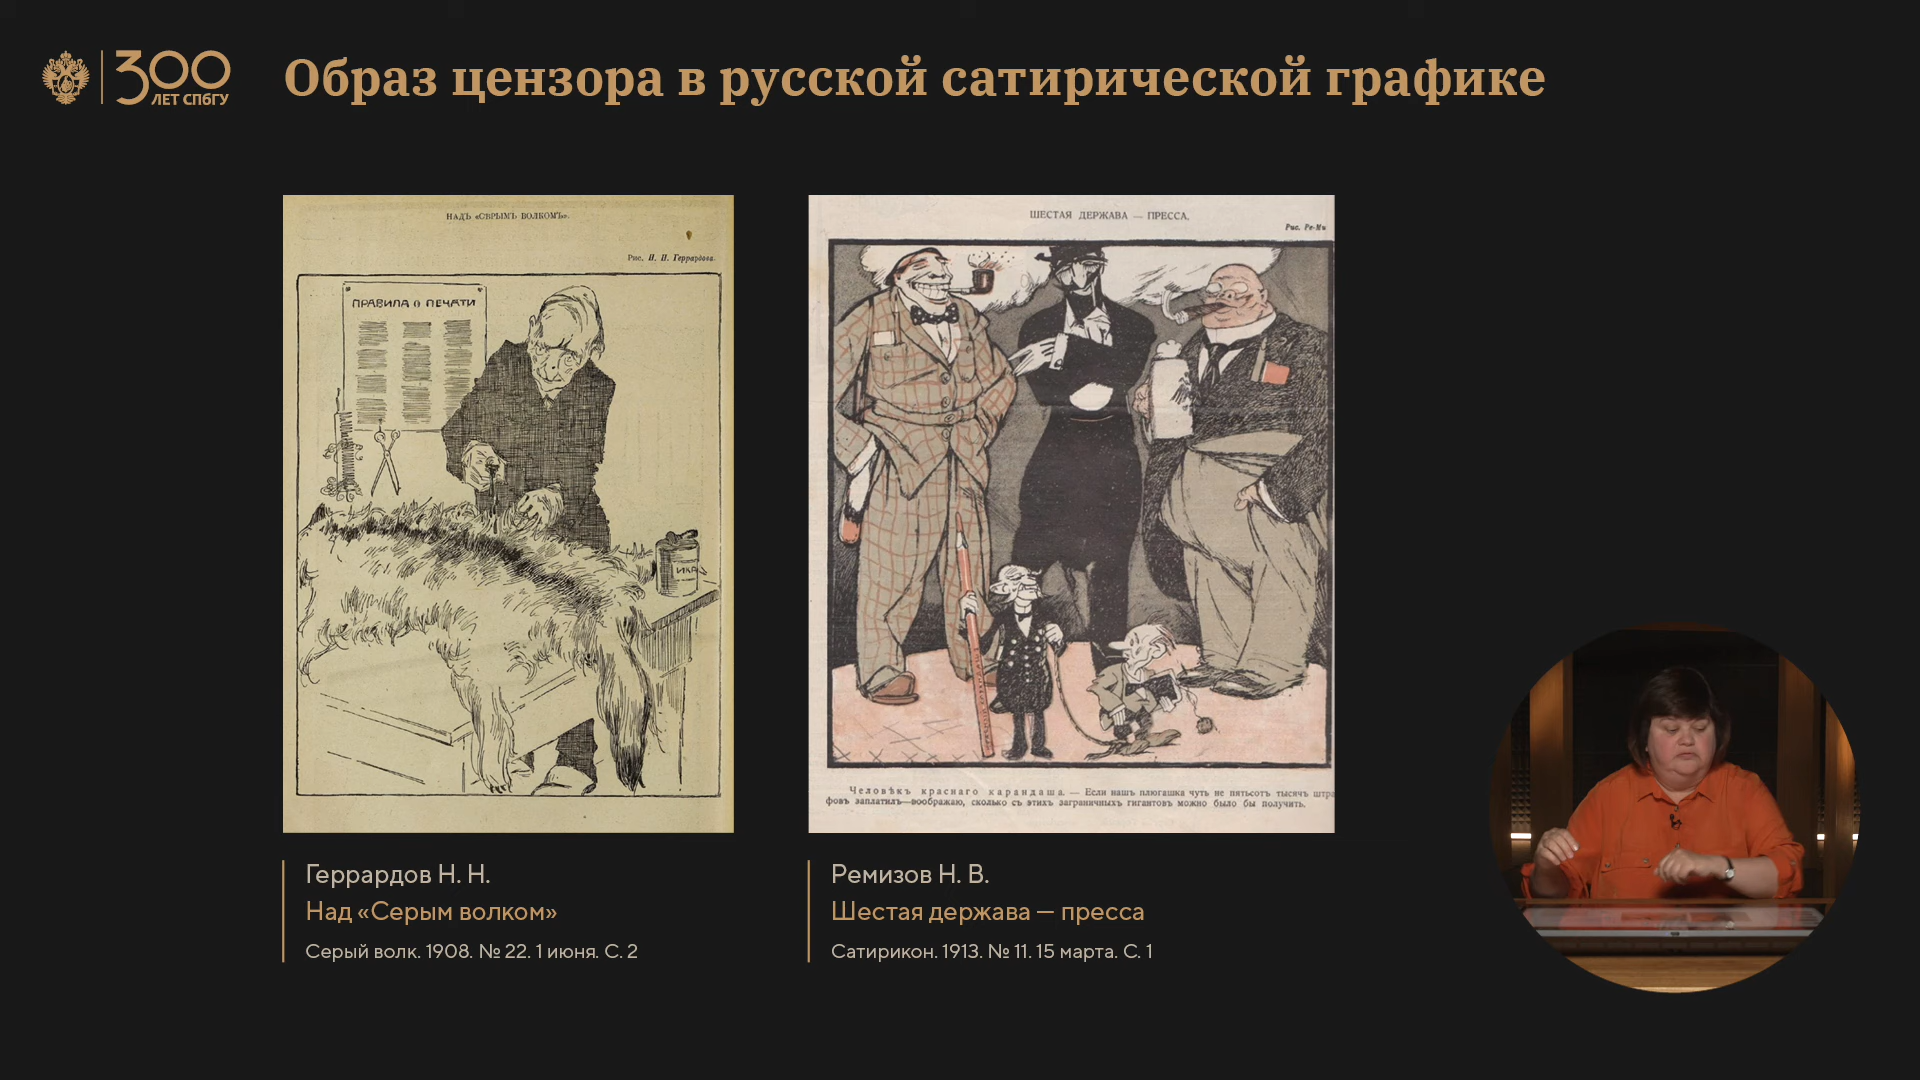 300
ЛЕТ СПбГУ
Образ цензора в русской сатирической графике
НАДЪ «СѢРЫМЪ ВОЛКОМЪ».
Рис. Н. Н. Геррардова.
ПРАВИЛА О ПЕЧАТИ
ШЕСТАЯ ДЕРЖАВА — ПРЕССА.
Рис. Ре-Ми
Человѣкъ краснаго карандаша. — Если нашъ плюгашка чуть не пятьсотъ тысячъ штра
фовъ заплатилъ—воображаю, сколько съ этихъ заграничныхъ гигантовъ можно было бы получить.
Геррардов Н. Н.
Над «Серым волком»
Серый волк. 1908. № 22. 1 июня. С. 2
Ремизов Н. В.
Шестая держава — пресса
Сатирикон. 1913. № 11. 15 марта. С. 1